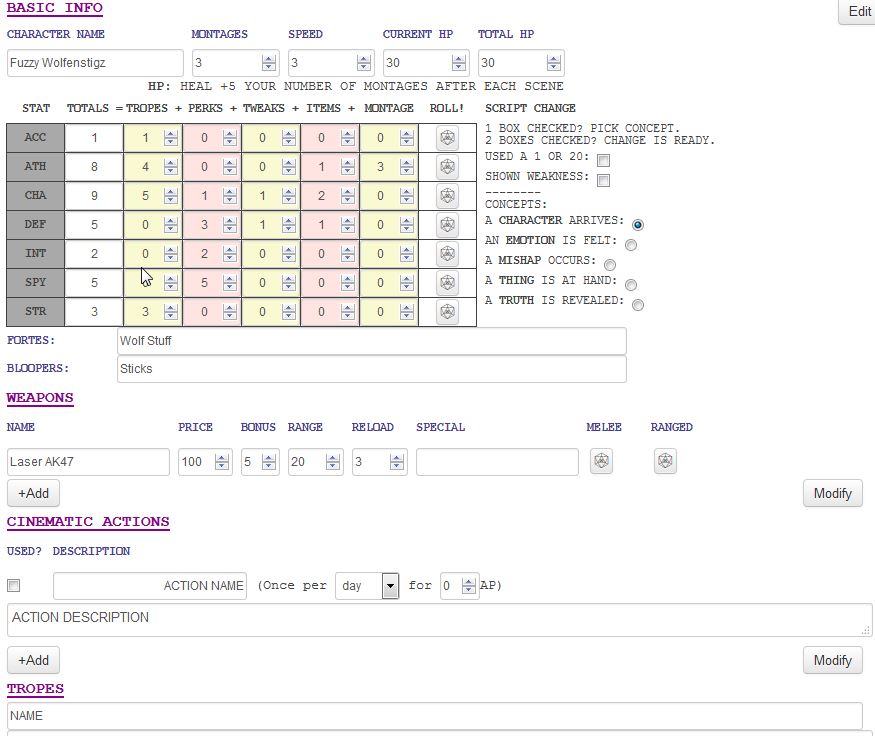 BASIC INFO
Edit
CHARACTER NAME MONTAGES SPEED CURRENT HP TOTAL HP
Fuzzy Wolfenstigz 3 3 30 30
HP: HEAL +5 YOUR NUMBER OF MONTAGES AFTER EACH SCENE
STAT TOTALS =TROPES + PERKS + TWEAKS + ITEMS + MONTAGE ROLL! SCRIPT CHANGE
ACC 1 1 0 0 0 0
ATH 8 4 0 0 1 3
CHA 9 5 1 1 2 0
DEF 5 0 3 1 1 0
INT 2 0 2 0 0 0
SPY 5 5 0 0 0
STR 3 3 0 0 0 0
1 BOX CHECKED? PICK CONCEPT.
2 BOXES CHECKED? CHANGE IS READY.
USED A 1 OR 20:
SHOWN WEAKNESS:
--------
CONCEPTS:
A CHARACTER ARRIVES:
AN EMOTION IS FELT:
A MISHAP OCCURS:
A THING IS AT HAND:
A TRUTH IS REVEALED:
FORTES: Wolf Stuff
BLOOPERS: Sticks
WEAPONS
NAME PRICE BONUS RANGE RELOAD SPECIAL MELEE RANGED
Laser AK47 100 5 20 3
+Add Modify
CINEMATIC ACTIONS
USED? DESCRIPTION
ACTION NAME (Once per day for 0 AP)
ACTION DESCRIPTION
+Add Modify
TROPES
NAME